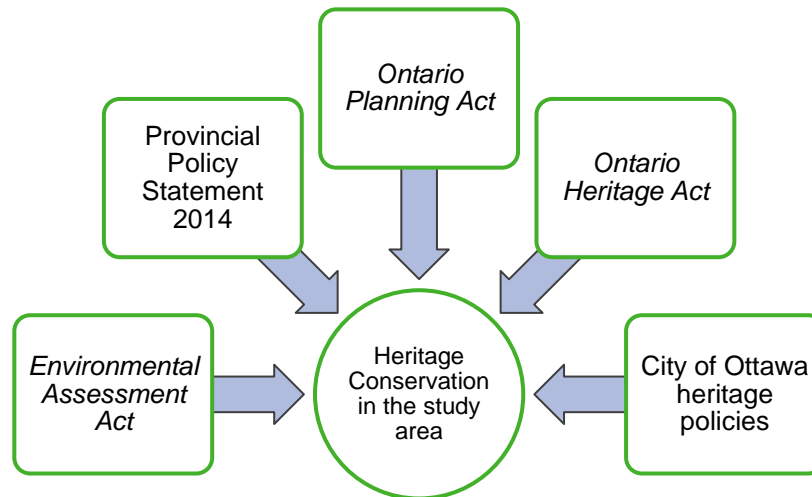 Ontario
Planning Act
Provincial
Policy
Statement
2014
Ontario
Heritage Act
Environmental
Assessment
Act
Heritage
Conservation
in the study
area
City of Ottawa
heritage
policies